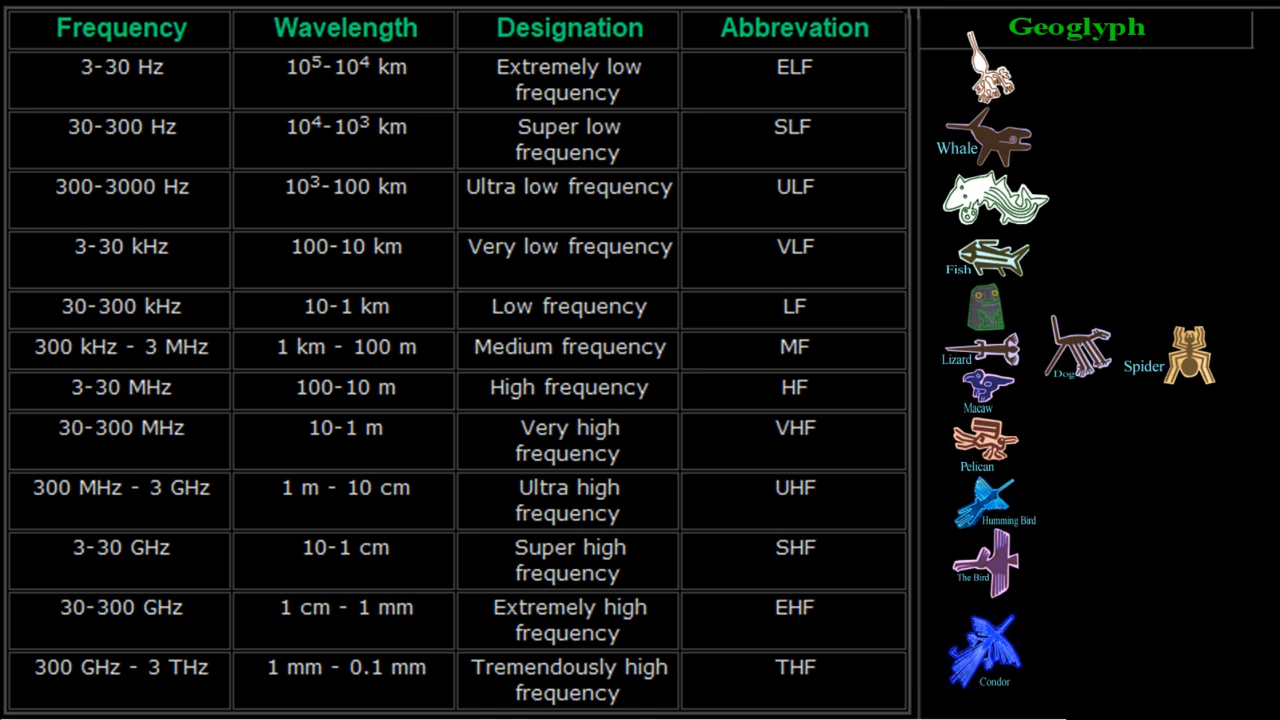 Frequency Wavelength Designation Abbrevation Geoglyph
3-30 Hz 10⁵-10⁴ km Extremely low ELF
frequency
30-300 Hz 10⁴-10³ km Super low SLF
frequency
Whale
300-3000 Hz 10³-100 km Ultra low frequency ULF
3-30 kHz 100-10 km Very low frequency VLF
Fish
30-300 kHz 10-1 km Low frequency LF
300 kHz - 3 MHz 1 km - 100 m Medium frequency MF
Lizard Dog Spider
3-30 MHz 100-10 m High frequency HF
Macaw
30-300 MHz 10-1 m Very high VHF
frequency
Pelican
300 MHz - 3 GHz 1 m - 10 cm Ultra high UHF
frequency
Humming Bird
3-30 GHz 10-1 cm Super high SHF
frequency
The Bird
30-300 GHz 1 cm - 1 mm Extremely high EHF
frequency
300 GHz - 3 THz 1 mm - 0.1 mm Tremendously high THF
frequency
Condor